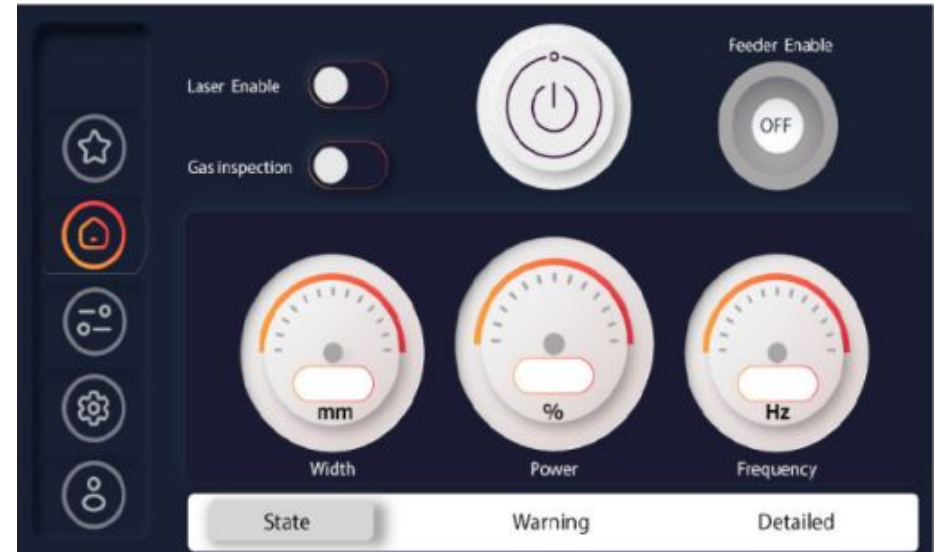 Feeder Enable
Laser Enable
OFF
Gas inspection
mm
%
Hz
Width
Power
Frequency
State
Warning
Detailed